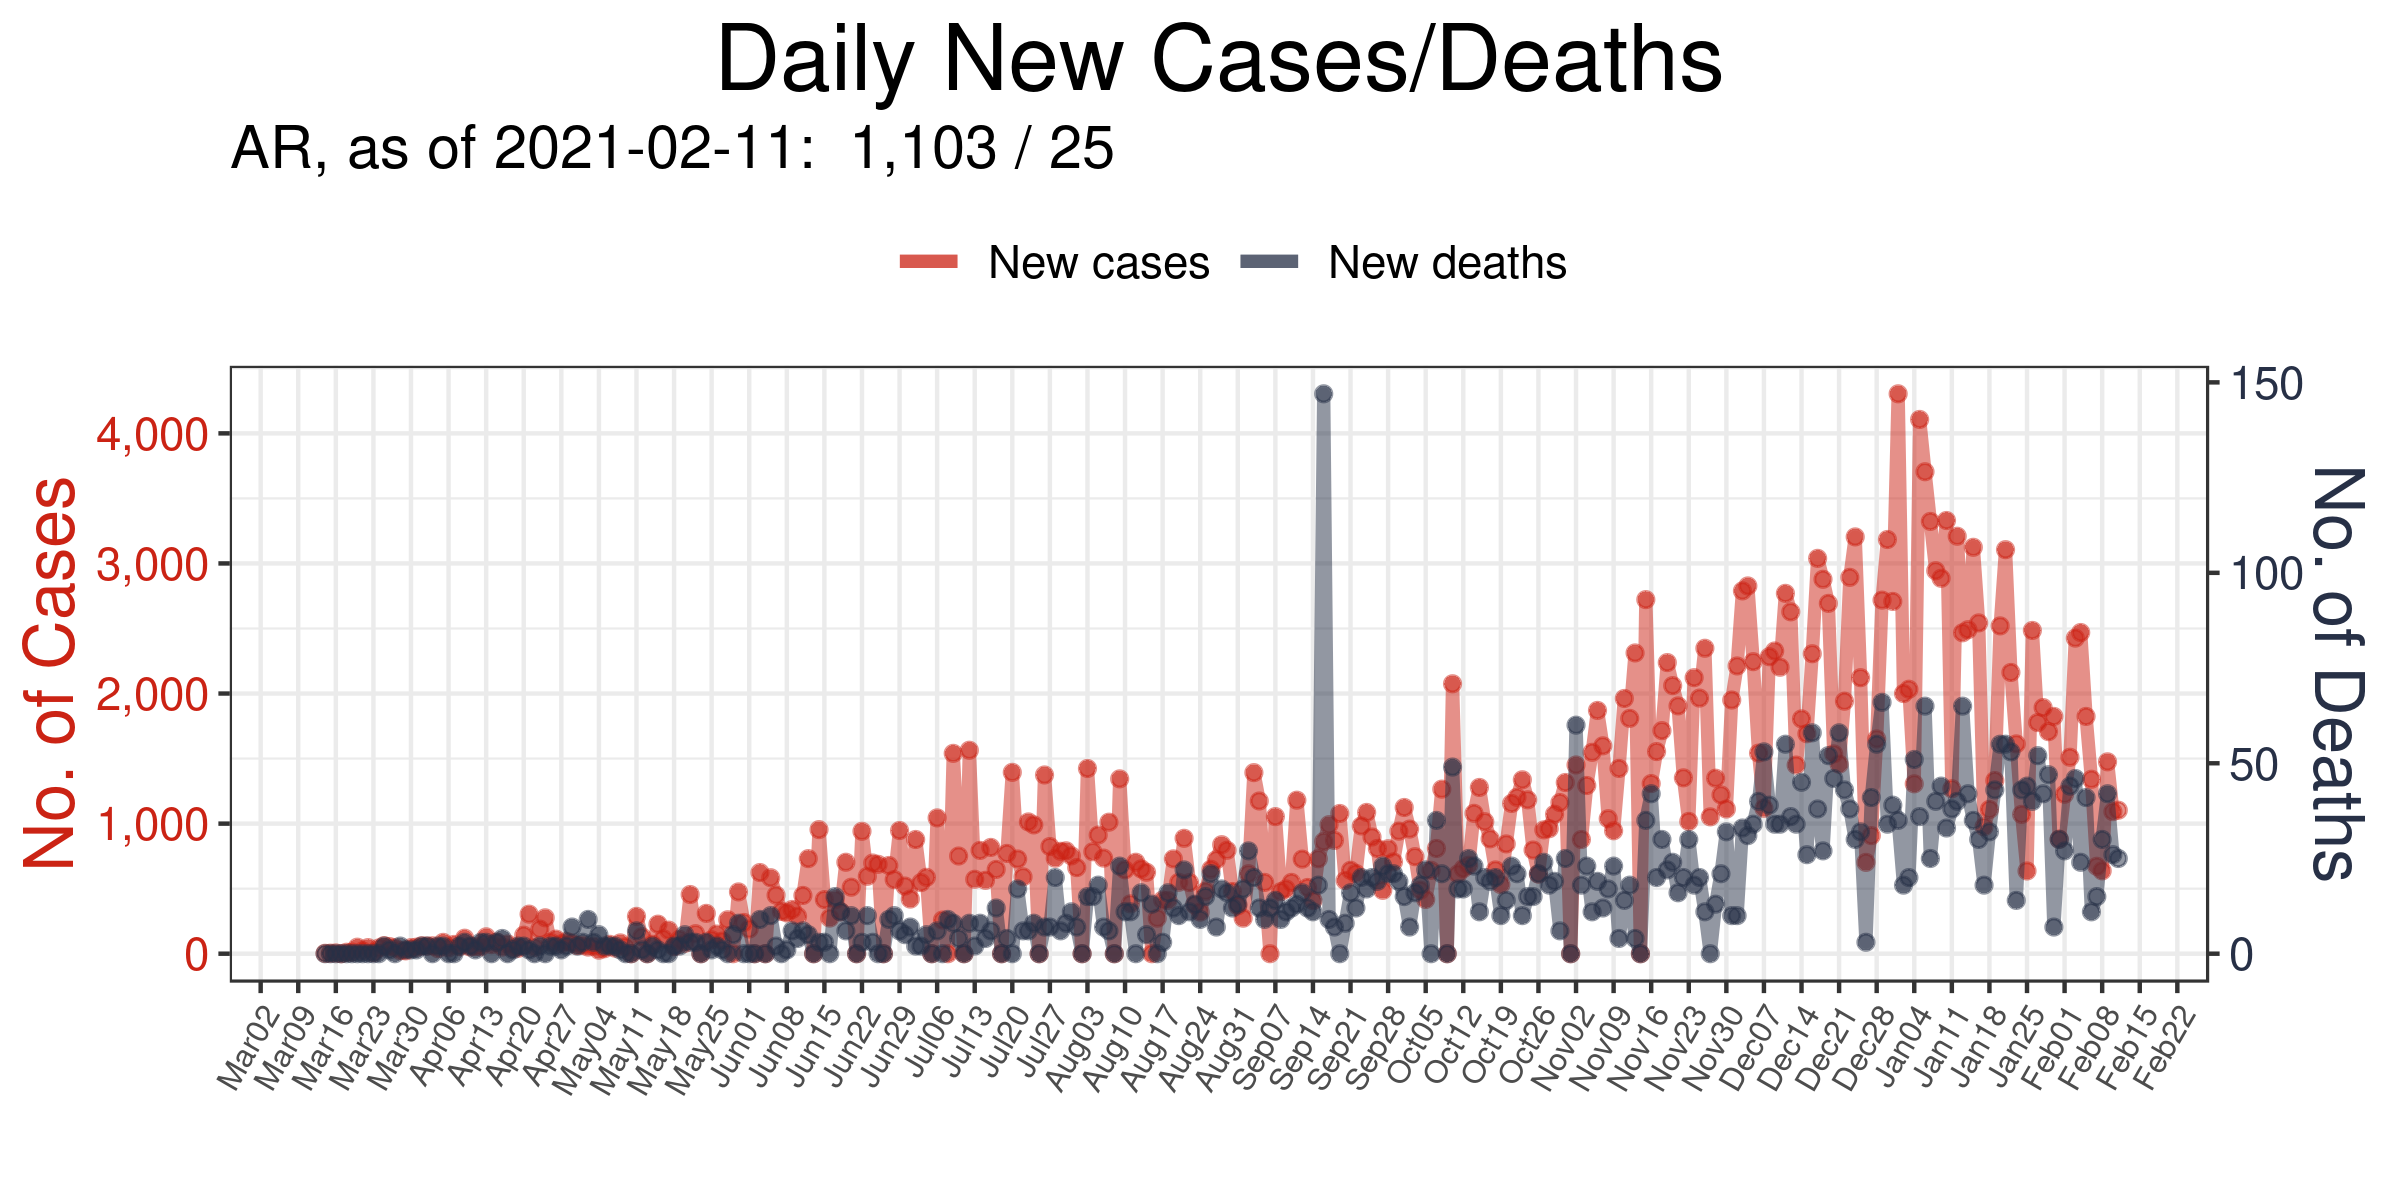 Daily New Cases/Deaths
AR, as of 2021-02-11:  1,103 / 25
New cases
New deaths
No. of Cases
4,000
3,000
2,000
1,000
0
150
100
50
0
No. of Deaths
Mar02
Mar09
Mar16
Mar23
Mar30
Apr06
Apr13
Apr20
Apr27
May04
May11
May18
May25
Jun01
Jun08
Jun15
Jun22
Jun29
Jul06
Jul13
Jul20
Jul27
Aug03
Aug10
Aug17
Aug24
Aug31
Sep07
Sep14
Sep21
Sep28
Oct05
Oct12
Oct19
Oct26
Nov02
Nov09
Nov16
Nov23
Nov30
Dec07
Dec14
Dec21
Dec28
Jan04
Jan11
Jan18
Jan25
Feb01
Feb08
Feb15
Feb22